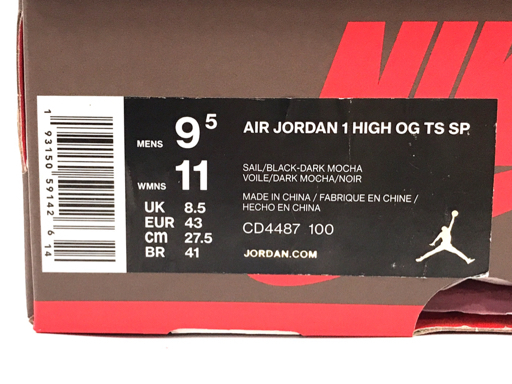 NIK
1 93150 59142 6 14
MENS 9⁵
WMNS 11
UK 8.5
EUR 43
cm 27.5
BR 41
AIR JORDAN 1 HIGH OG TS SP
SAIL/BLACK-DARK MOCHA
VOILE/DARK MOCHA/NOIR
MADE IN CHINA / FABRIQUE EN CHINE /
HECHO EN CHINA
CD4487 100
JORDAN.COM